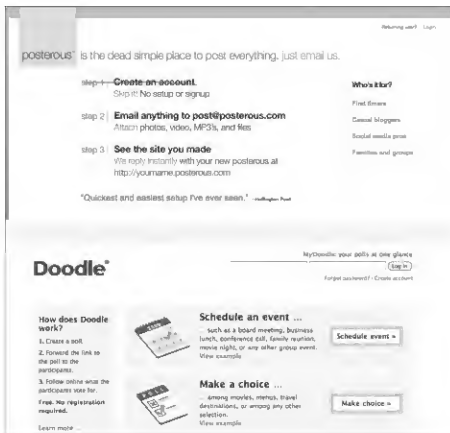 Returning user? Login
posterous is the dead simple place to post everything. just email us.
step 1 Create an account.
Skip it! No setup or signup
step 2 Email anything to post@posterous.com
Attach photos, video, MP3's, and files
step 3 See the site you made
We reply instantly with your new posterous at
http://yourname.posterous.com
"Quickest and easiest setup I've ever seen." -Huffington Post
Who's it for?
First timers
Casual bloggers
Social media pros
Families and groups
MyDoodle: your polls at one glance
Doodle
Log in
Forgot password? - Create account
How does Doodle
work?
1. Create a poll.
2. Forward the link to
the poll to the
participants.
3. Follow online what the
participants vote for.
Free. No registration
required.
Learn more ...
Schedule an event ...
... such as a board meeting, business
lunch, conference call, family reunion,
movie night, or any other group event.
View example
Schedule event »
POLL
Make a choice ...
... among movies, menus, travel
destinations, or among any other
selection.
View example
Make choice »